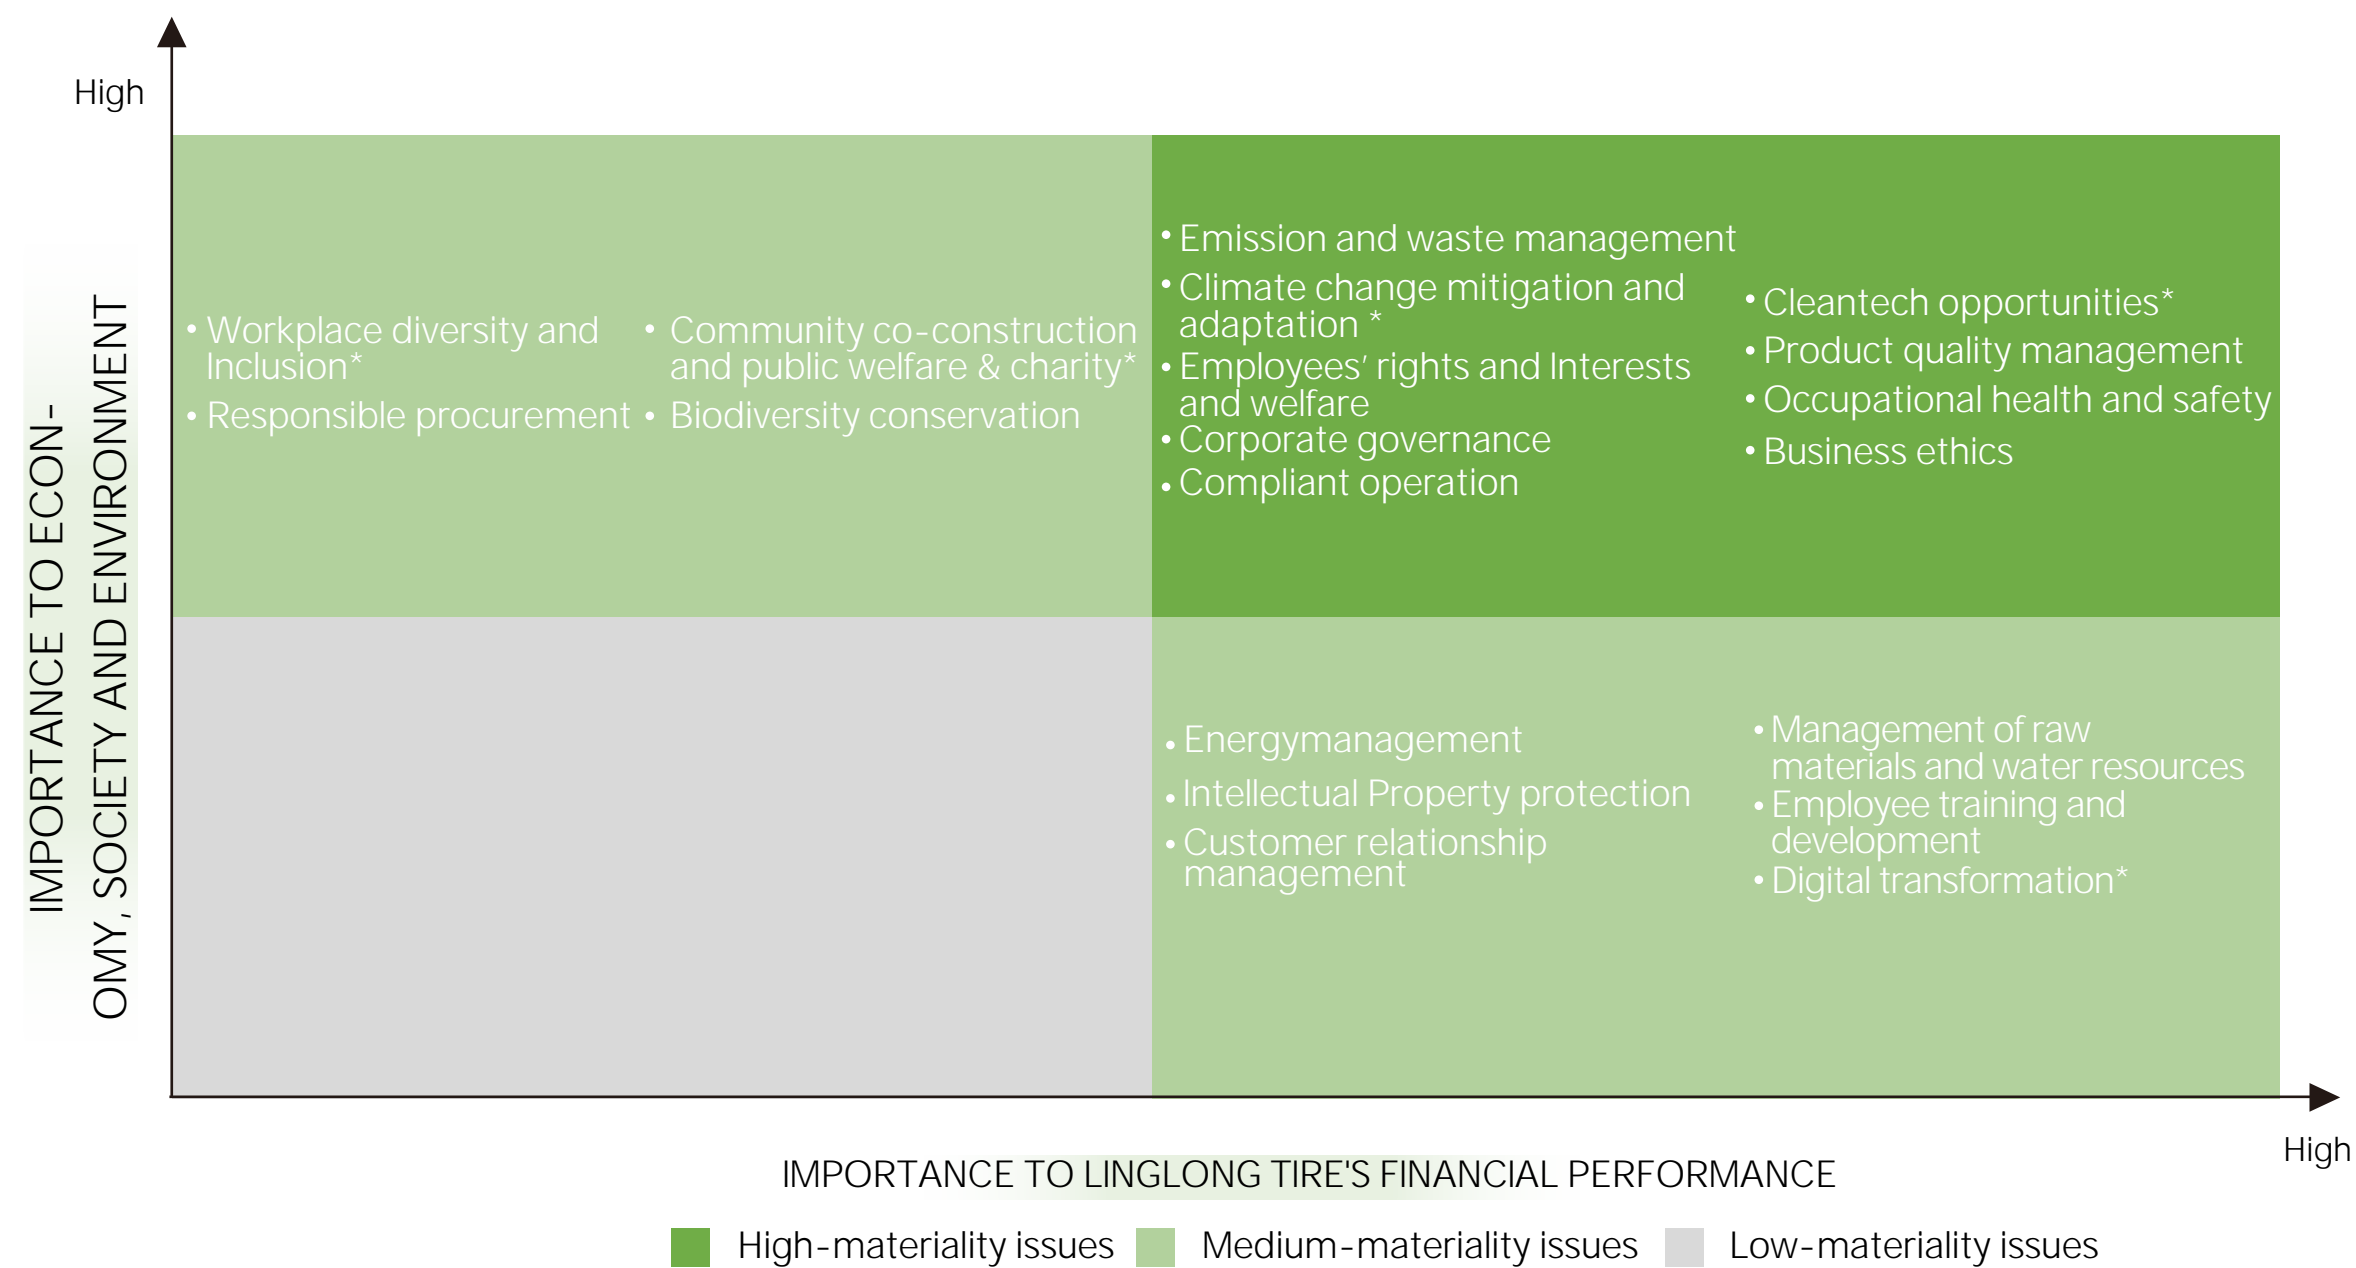 High
IMPORTANCE TO ECON-
OMY, SOCIETY AND ENVIRONMENT
• Workplace diversity and
Inclusion*
• Responsible procurement
• Community co-construction
and public welfare & charity*
• Biodiversity conservation
• Emission and waste management
• Climate change mitigation and
adaptation *
• Employees' rights and Interests
and welfare
• Corporate governance
• Compliant operation
• Cleantech opportunities*
• Product quality management
• Occupational health and safety
• Business ethics
• Energymanagement
• Intellectual Property protection
• Customer relationship
management
• Management of raw
materials and water resources
• Employee training and
development
• Digital transformation*
High
IMPORTANCE TO LINGLONG TIRE'S FINANCIAL PERFORMANCE
High-materiality issues
Medium-materiality issues
Low-materiality issues